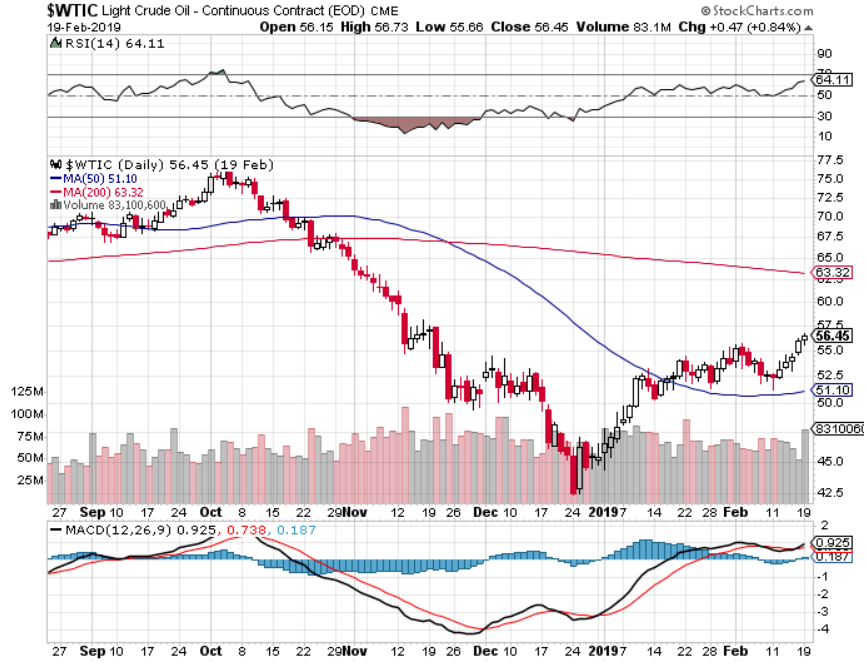 $WTIC Light Crude Oil - Continuous Contract (EOD) CME © StockCharts.com
19-Feb-2019 Open 56.15 High 56.73 Low 55.66 Close 56.45 Volume 83.1M Chg +0.47 (+0.84%)
RSI(14) 64.11
90
70
64.11
50
30
10
$WTIC (Daily) 56.45 (19 Feb)
MA(50) 51.10
MA(200) 63.32
Volume 83,100,600
77.5
75.0
72.5
70.0
67.5
65.0
63.32
62.5
60.0
57.5
56.45
55.0
52.5
51.10
50.0
8310060
45.0
42.5
125M
100M
75M
50M
25M
27 Sep 10 17 24 Oct 8 15 22 29 Nov 12 19 26 Dec 10 17 24 2019 7 14 22 28 Feb 11 19
MACD(12,26,9) 0.925, 0.738, 0.187
2
0.925
0.187
-1
-2
-3
-4
27 Sep 10 17 24 Oct 8 15 22 29 Nov 12 19 26 Dec 10 17 24 2019 7 14 22 28 Feb 11 19